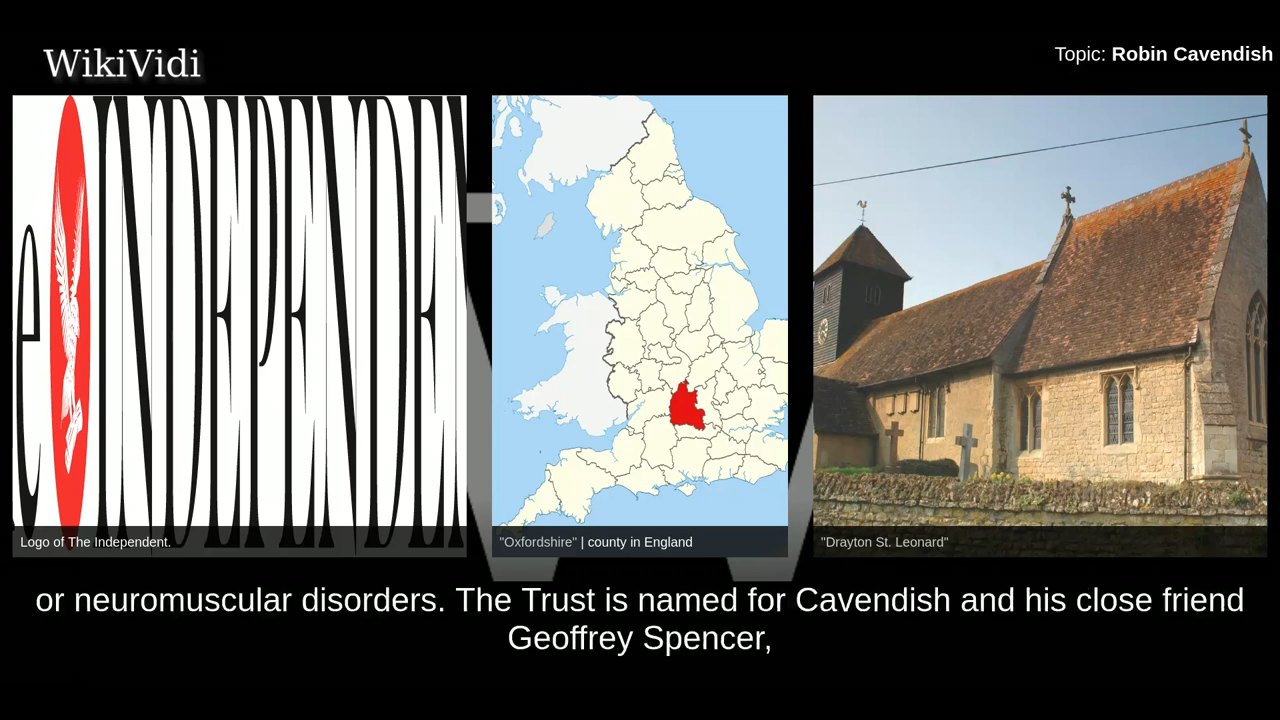 WikiVidi
Topic: Robin Cavendish
e INDEPENDEN
Logo of The Independent.
"Oxfordshire" | county in England
"Drayton St. Leonard"
or neuromuscular disorders. The Trust is named for Cavendish and his close friend
Geoffrey Spencer,